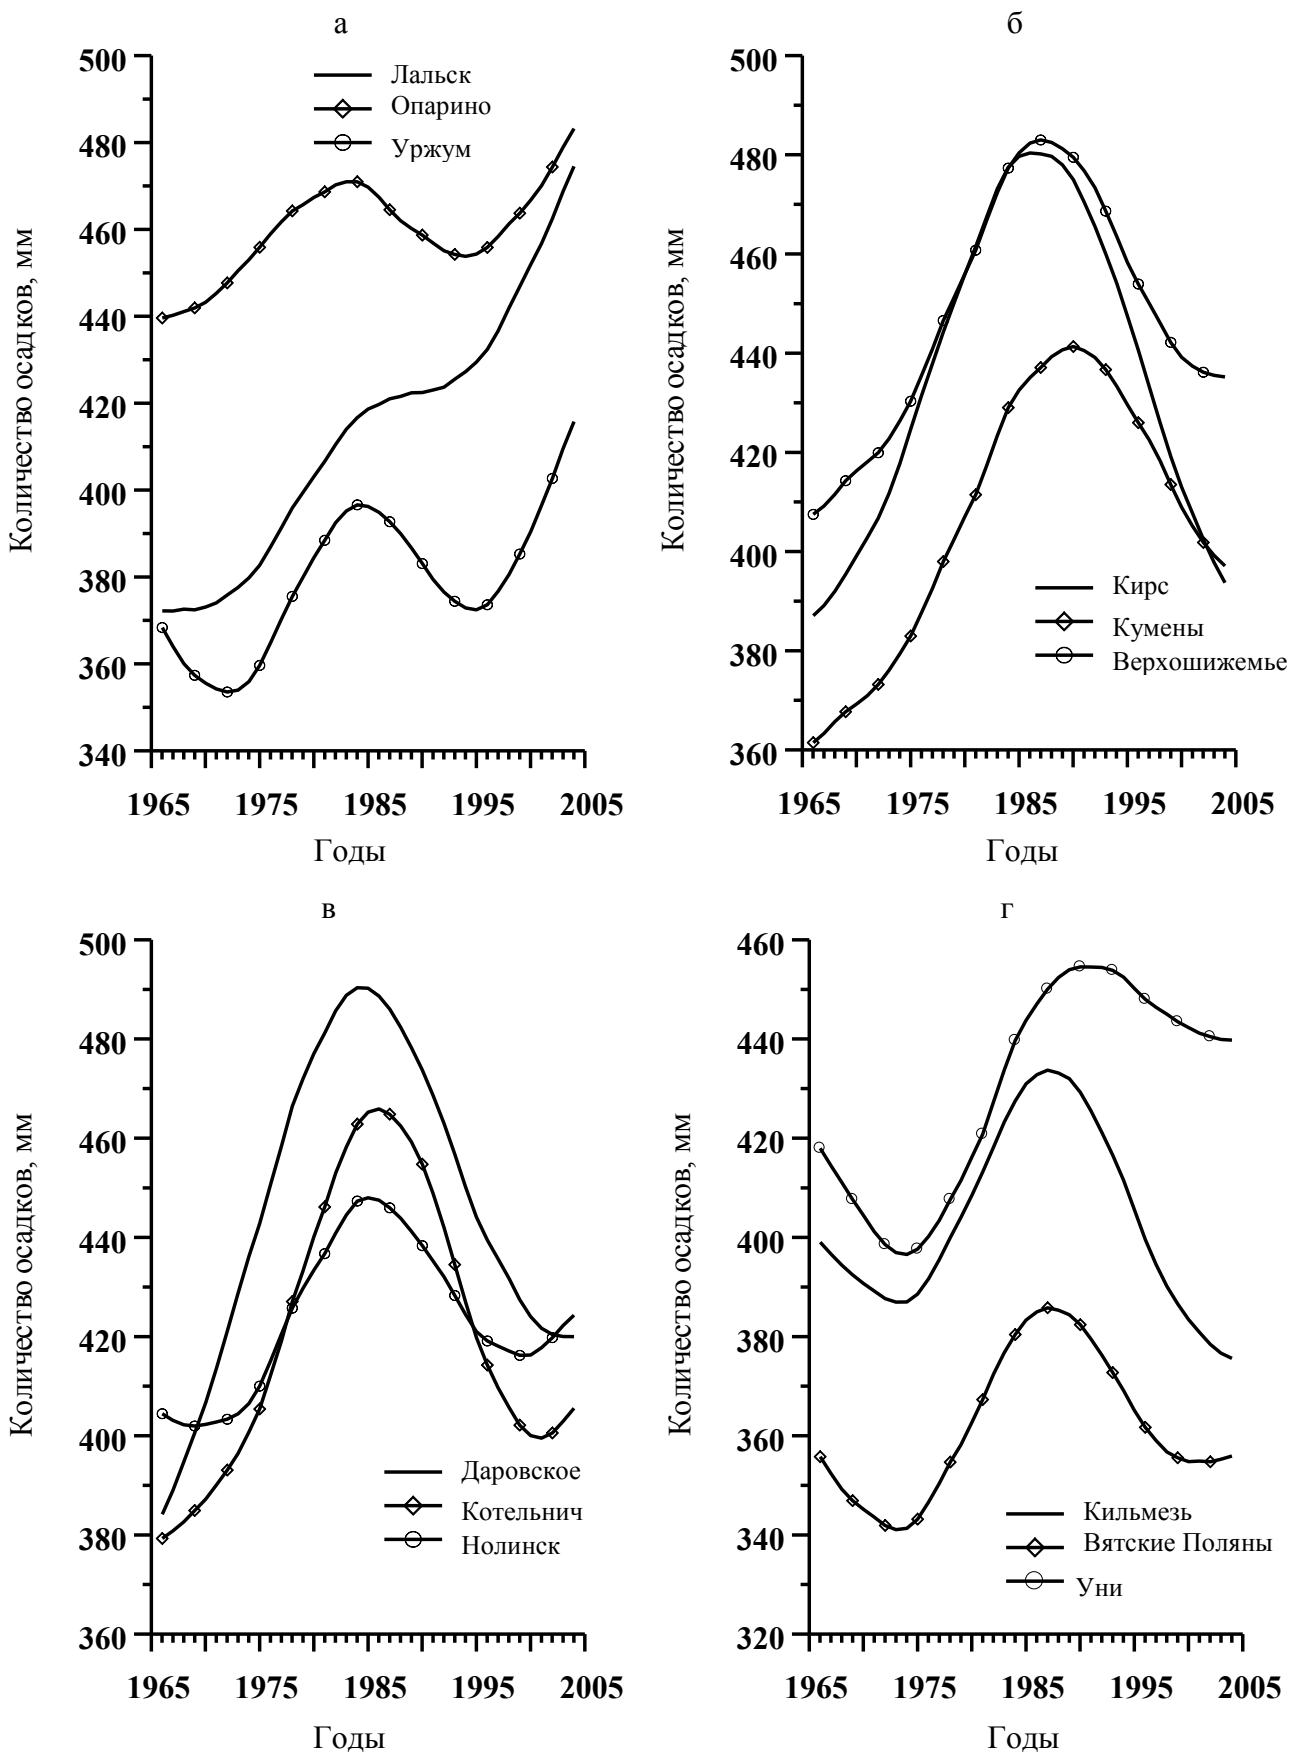 а
Количество осадков, мм
500
480
460
440
420
400
380
360
340
Лальск
Опарино
Уржум
1965 1975 1985 1995 2005
Годы
б
Количество осадков, мм
500
480
460
440
420
400
380
360
Кирс
Кумены
Верхошижемье
1965 1975 1985 1995 2005
Годы
в
Количество осадков, мм
500
480
460
440
420
400
380
360
Даровское
Котельнич
Нолинск
1965 1975 1985 1995 2005
Годы
г
Количество осадков, мм
460
440
420
400
380
360
340
320
Кильмезь
Вятские Поляны
Уни
1965 1975 1985 1995 2005
Годы